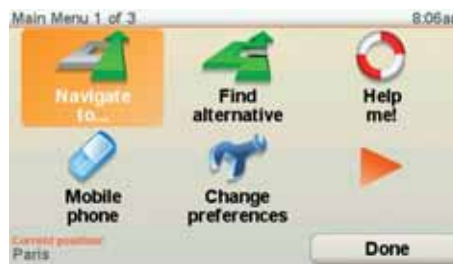 Main Menu 1 of 3
8:06am
Navigate
to...
Find
alternative
Help
me!
Mobile
phone
Change
preferences
Current position:
Paris
Done